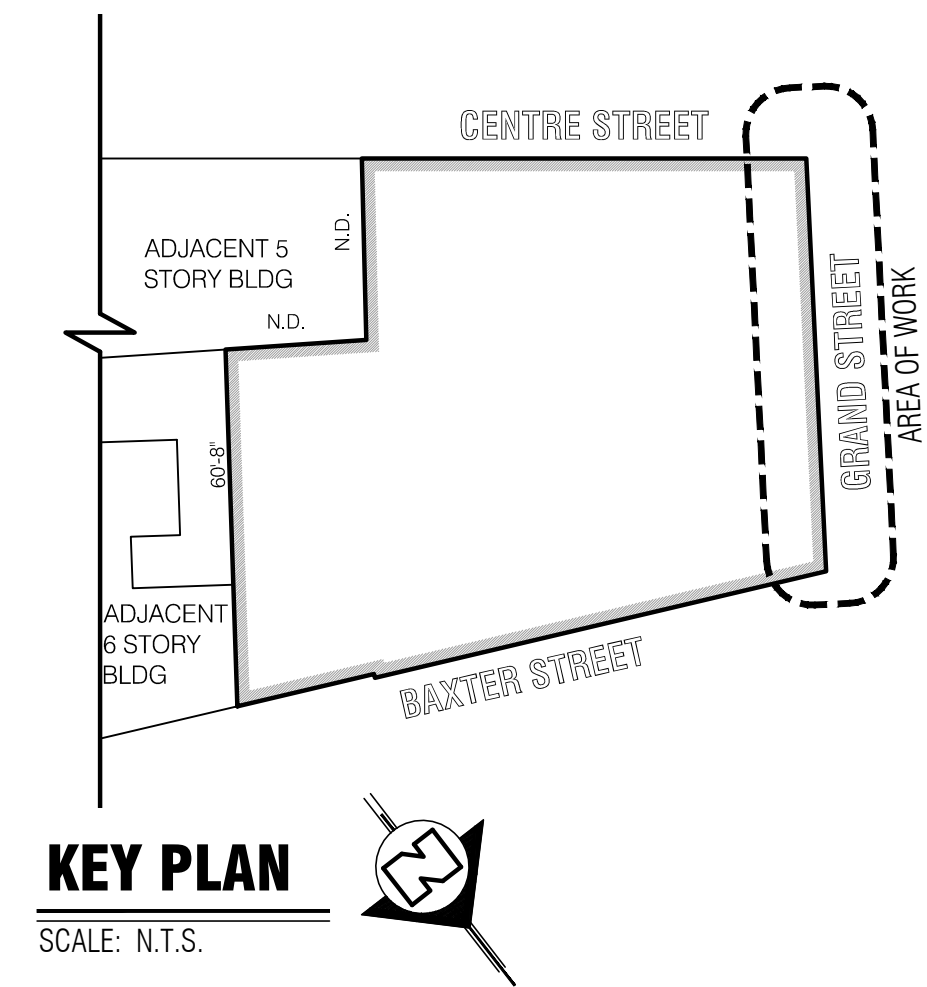 CENTRE STREET
ADJACENT 5
STORY BLDG
N.D.
N.D.
GRAND STREET
AREA OF WORK
60'-8"
ADJACENT
6 STORY
BLDG
BAXTER STREET
KEY PLAN
SCALE: N.T.S.
N